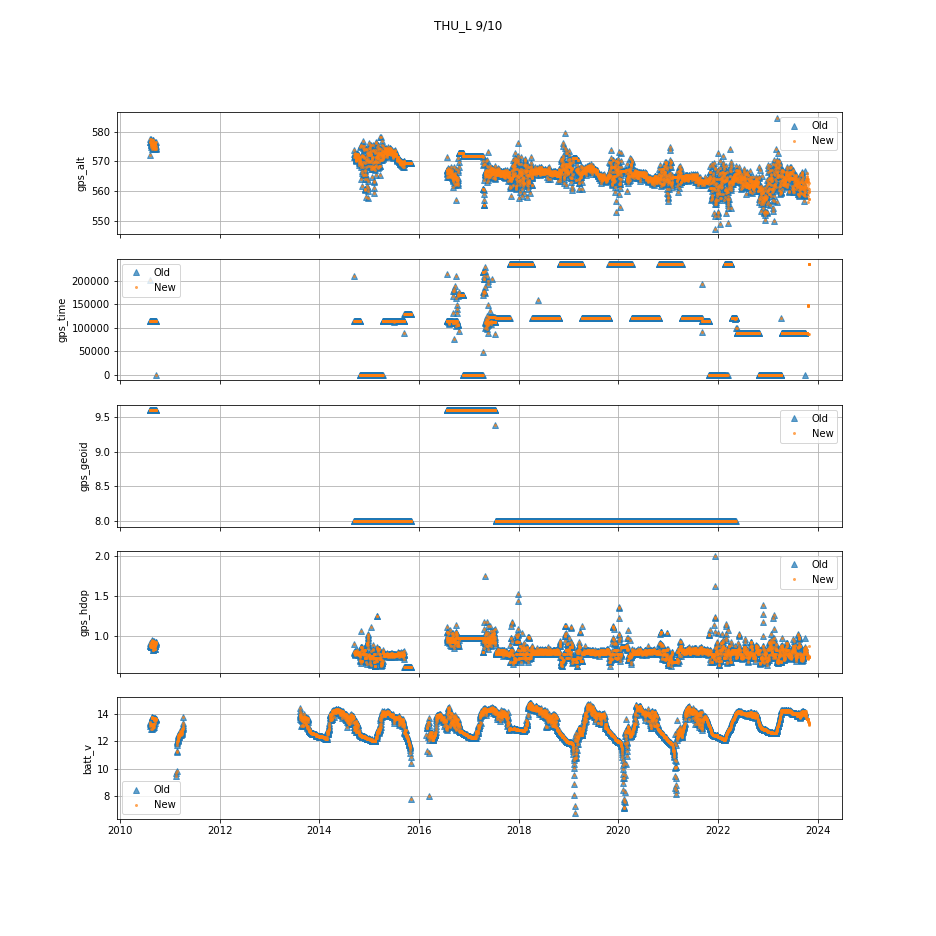 THU_L 9/10
580
570
560
550
gps_alt
Old
New
200000
150000
100000
50000
0
gps_time
Old
New
9.5
9.0
8.5
8.0
gps_geoid
Old
New
2.0
1.5
1.0
gps_hdop
Old
New
14
12
10
8
batt_v
Old
New
2010 2012 2014 2016 2018 2020 2022 2024